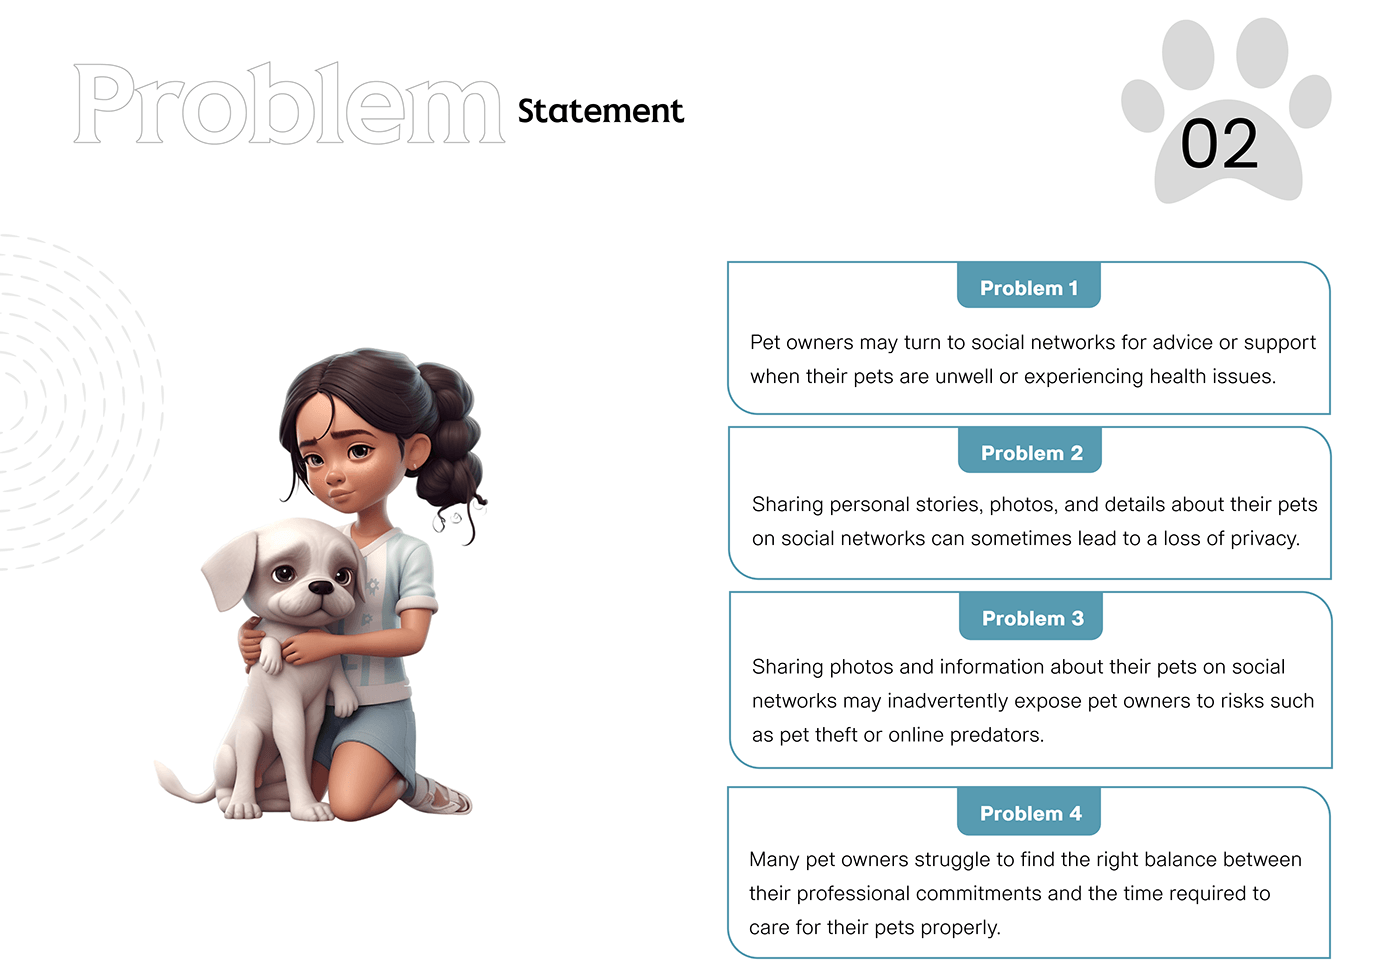 Problem Statement
02
Problem 1
Pet owners may turn to social networks for advice or support
when their pets are unwell or experiencing health issues.
Problem 2
Sharing personal stories, photos, and details about their pets
on social networks can sometimes lead to a loss of privacy.
Problem 3
Sharing photos and information about their pets on social
networks may inadvertently expose pet owners to risks such
as pet theft or online predators.
Problem 4
Many pet owners struggle to find the right balance between
their professional commitments and the time required to
care for their pets properly.